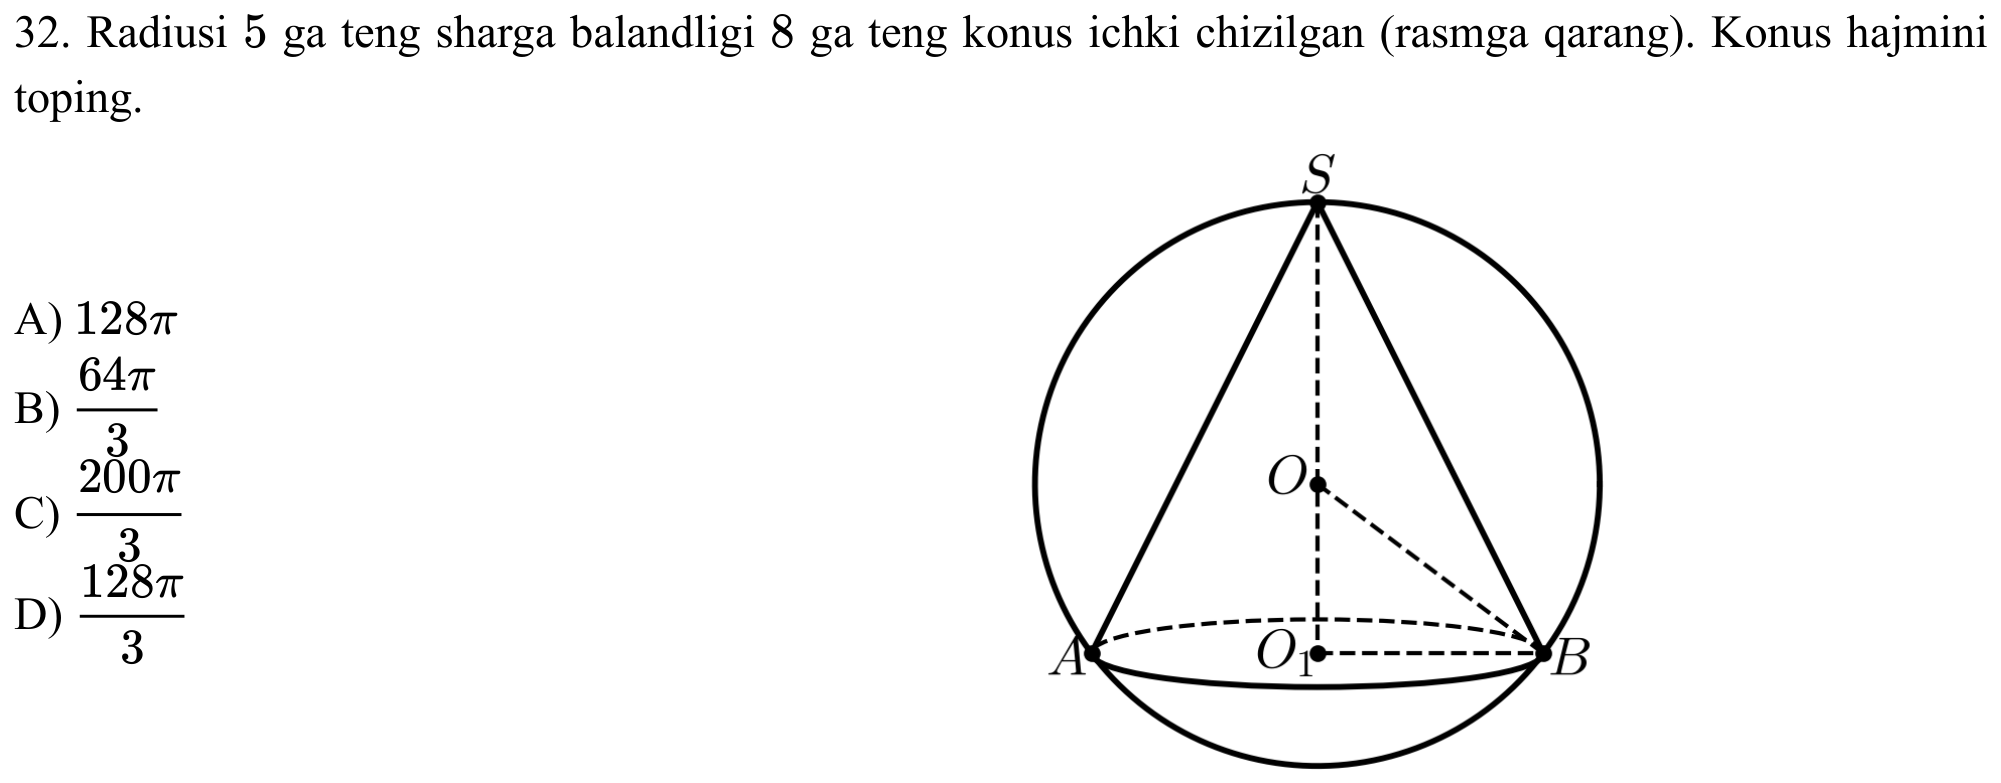 32. Radiusi 5 ga teng sharga balandligi 8 ga teng konus ichki chizilgan (rasmga qarang). Konus hajmini
toping.
S
A) 128π
B) 64π/3
O
C) 200π/3
D) 128π/3
A O₁ B